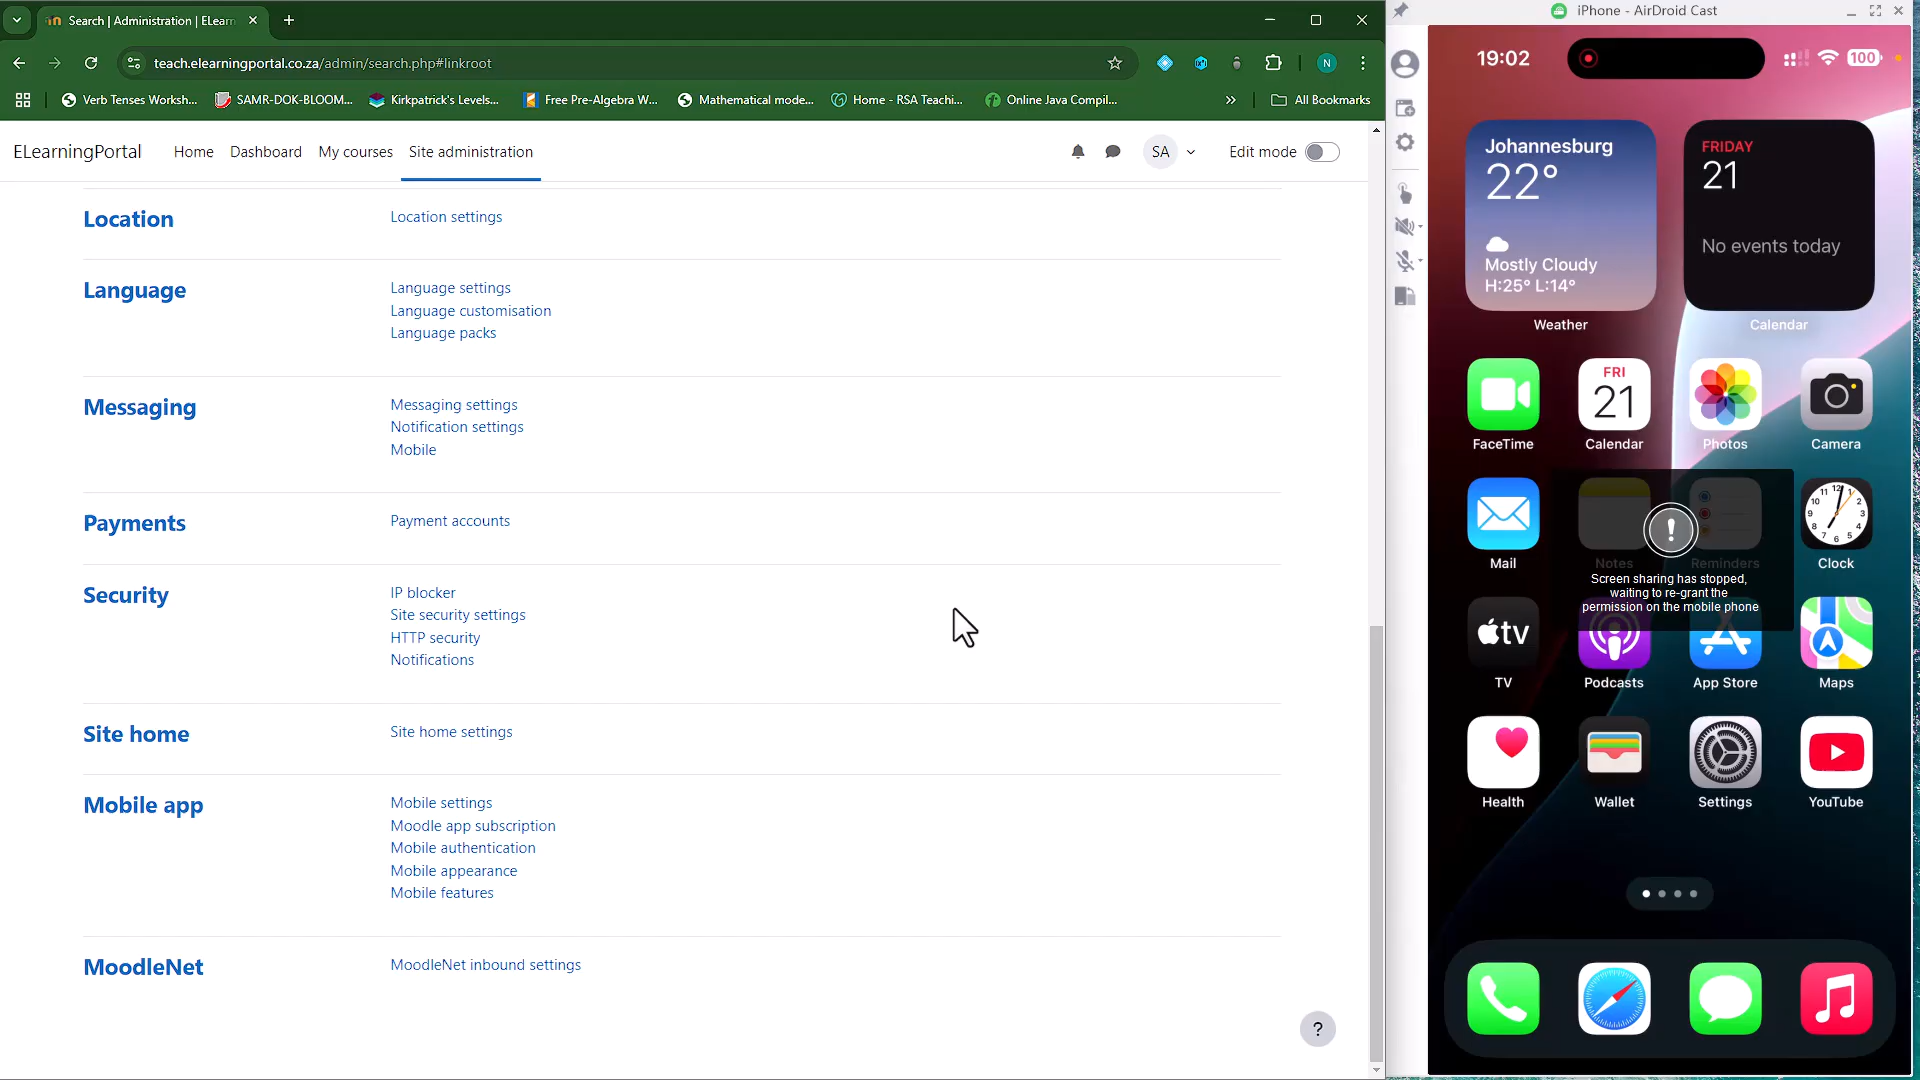 Search | Administration | ELearn
iPhone - AirDroid Cast
teach.elearningportal.co.za/admin/search.php#linkroot
N
Verb Tenses Worksh...
SAMR-DOK-BLOOM...
Kirkpatrick's Levels...
Free Pre-Algebra W...
Mathematical mode...
Home - RSA Teachi...
Online Java Compil...
»
All Bookmarks
ELearningPortal
Home
Dashboard
My courses
Site administration
SA
Edit mode
Location
Location settings
Language
Language settings
Language customisation
Language packs
Messaging
Messaging settings
Notification settings
Mobile
Payments
Payment accounts
Security
IP blocker
Site security settings
HTTP security
Notifications
Site home
Site home settings
Mobile app
Mobile settings
Moodle app subscription
Mobile authentication
Mobile appearance
Mobile features
MoodleNet
MoodleNet inbound settings
?
19:02
100
Johannesburg
22°
Mostly Cloudy
H:25° L:14°
Weather
FRIDAY
21
No events today
Calendar
FRI
21
FaceTime
Calendar
Photos
Camera
Mail
Notes
Reminders
Clock
Screen sharing has stopped,
waiting to re-grant the
permission on the mobile phone
tv
TV
Podcasts
App Store
Maps
Health
Wallet
Settings
YouTube